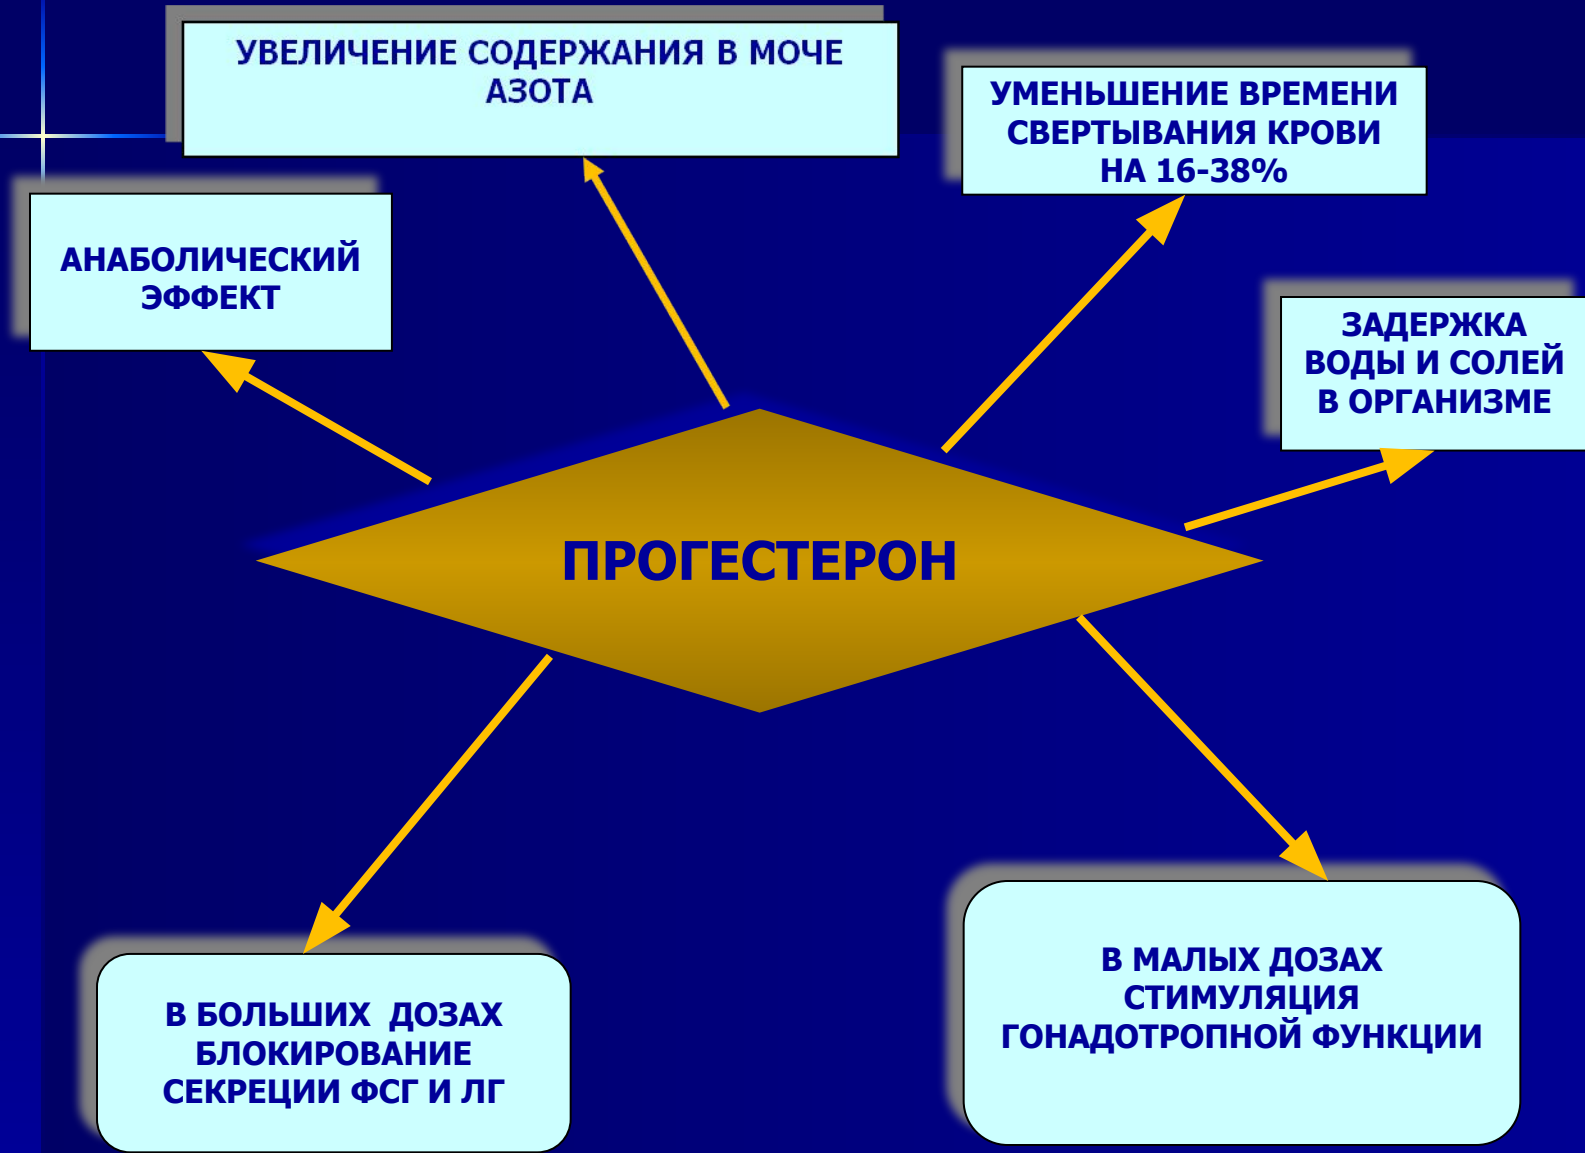 УВЕЛИЧЕНИЕ СОДЕРЖАНИЯ В МОЧЕ
АЗОТА
УМЕНЬШЕНИЕ ВРЕМЕНИ
СВЕРТЫВАНИЯ КРОВИ
НА 16-38%
АНАБОЛИЧЕСКИЙ
ЭФФЕКТ
ЗАДЕРЖКА
ВОДЫ И СОЛЕЙ
В ОРГАНИЗМЕ
ПРОГЕСТЕРОН
В БОЛЬШИХ ДОЗАХ
БЛОКИРОВАНИЕ
СЕКРЕЦИИ ФСГ И ЛГ
В МАЛЫХ ДОЗАХ
СТИМУЛЯЦИЯ
ГОНАДОТРОПНОЙ ФУНКЦИИ